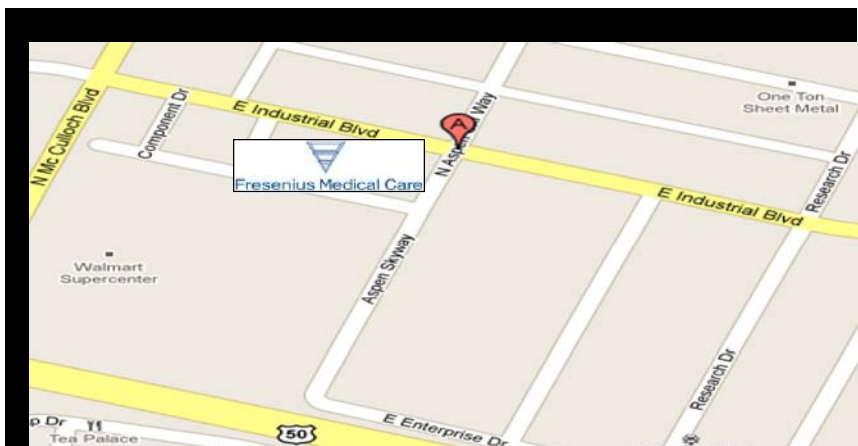 One Ton
Sheet Metal
Component Dr
E Industrial Blvd
A
N Mc Culloch Blvd
N Aspen
Way
Fresenius Medical Care
E Industrial Blvd
Research Dr
Walmart
Supercenter
Aspen Skyway
Research Dr
E Enterprise Dr
50
Dr
Tea Palace